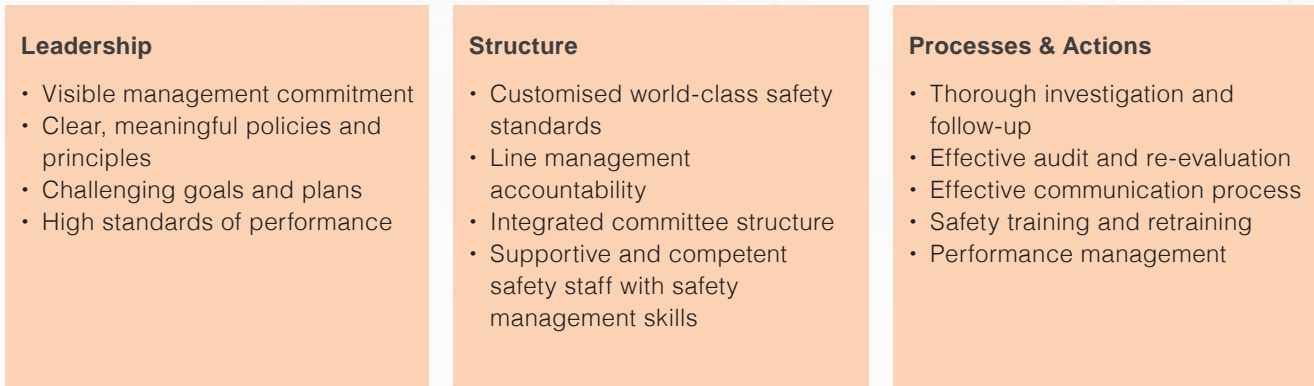 Leadership
• Visible management commitment
• Clear, meaningful policies and
principles
• Challenging goals and plans
• High standards of performance
Structure
• Customised world-class safety
standards
• Line management
accountability
• Integrated committee structure
• Supportive and competent
safety staff with safety
management skills
Processes & Actions
• Thorough investigation and
follow-up
• Effective audit and re-evaluation
• Effective communication process
• Safety training and retraining
• Performance management